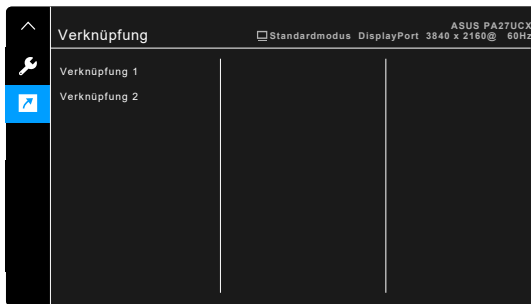 ASUS PA27UCX
Verknüpfung
Standardmodus DisplayPort 3840 x 2160@ 60Hz
Verknüpfung 1
Verknüpfung 2